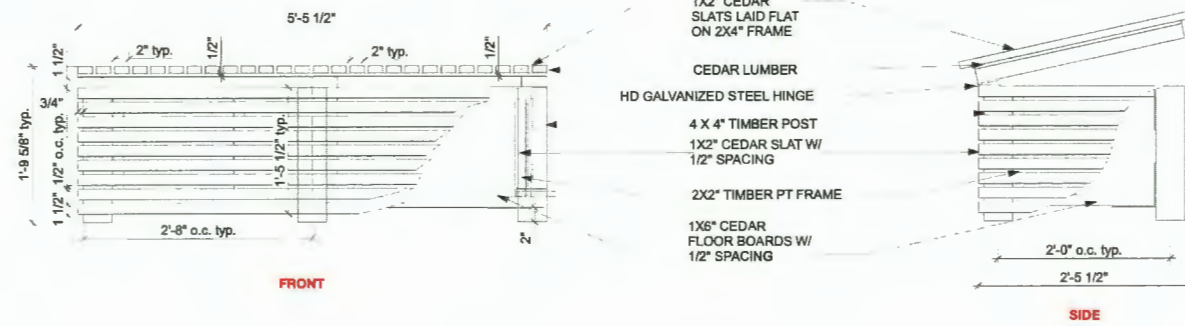 5'-5 1/2"
2" typ.
1/2"
2" typ.
1/2"
1 1/2"
3/4"
1'-9 5/8" typ.
1 1/2" 1/2" o.c. typ.
1'-5 1/2" typ.
2'-8" o.c. typ.
2"
FRONT
1X2" CEDAR
SLATS LAID FLAT
ON 2X4" FRAME
CEDAR LUMBER
HD GALVANIZED STEEL HINGE
4 X 4" TIMBER POST
1X2" CEDAR SLAT W/
1/2" SPACING
2X2" TIMBER PT FRAME
1X6" CEDAR
FLOOR BOARDS W/
1/2" SPACING
2'-0" o.c. typ.
2'-5 1/2"
SIDE